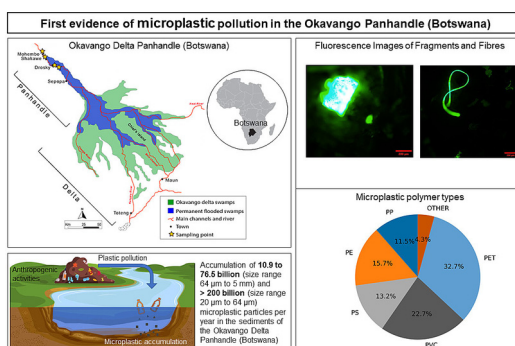 First evidence of microplastic pollution in the Okavango Panhandle (Botswana)
Okavango Delta Panhandle (Botswana)
Mohembo
Shakawe
Drosky
Sepopa
Panhandle
Delta
Maun
Toteng
Botswana
Okavango delta swamps
Permanent flooded swamps
Main channels and river
Town
Sampling point
Fluorescence Images of Fragments and Fibres
Microplastic polymer types
OTHER
4.3%
PP
11.5%
PE
15.7%
PS
13.2%
PVC
22.7%
PET
32.7%
Plastic pollution
Anthropogenic
activities
Microplastic accumulation
Accumulation of 10.9 to
76.5 billion (size range
64 μm to 5 mm) and
> 200 billion (size range
20 μm to 64 μm)
microplastic particles per
year in the sediments of
the Okavango Delta
Panhandle (Botswana)